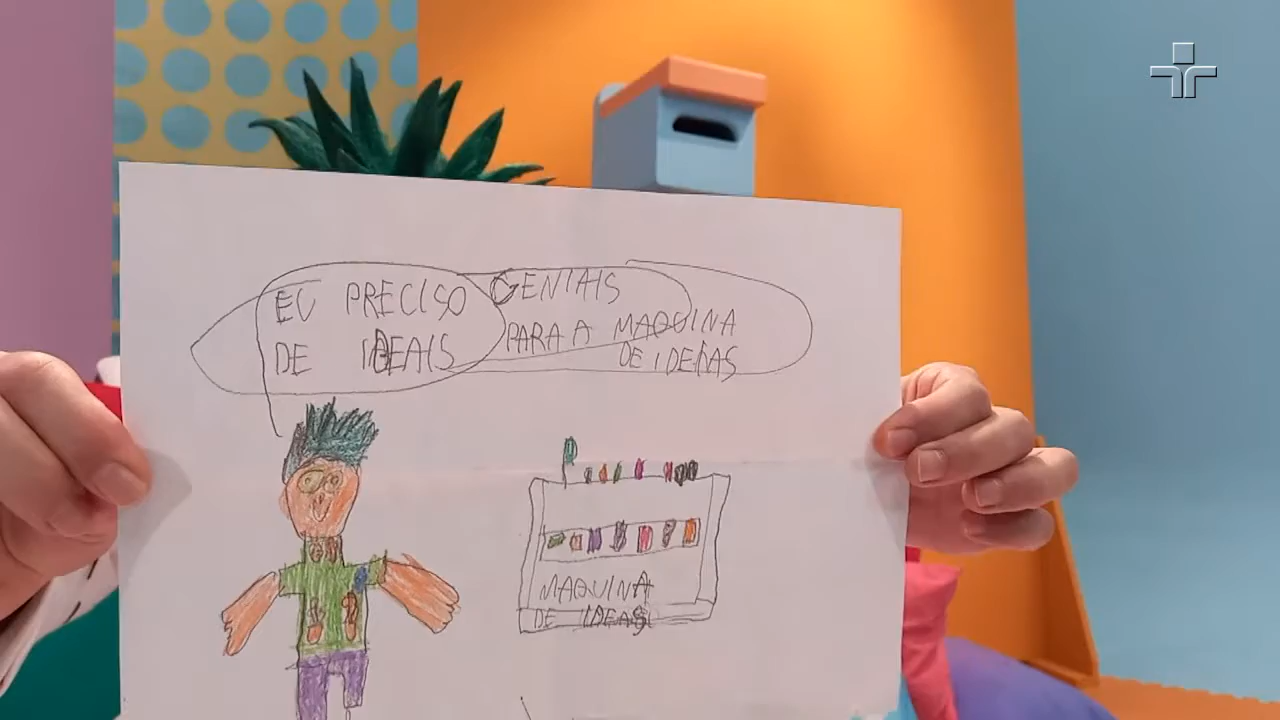 EU PRECISO
DE IDEAIS
GENIAIS
PARA A MAQUINA
DE IDEIAS
MAQUINA
DE IDEAS